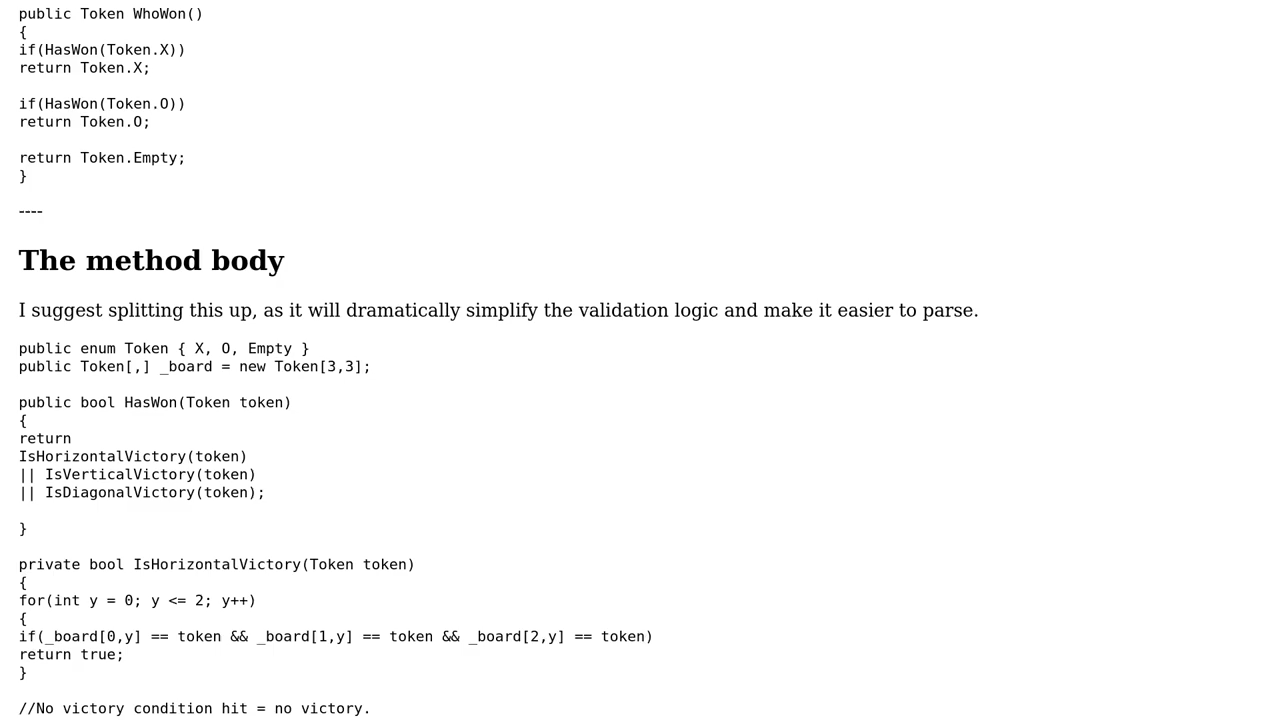 public Token WhoWon()
{
if(HasWon(Token.X))
return Token.X;

if(HasWon(Token.O))
return Token.O;

return Token.Empty;
}

----

The method body

I suggest splitting this up, as it will dramatically simplify the validation logic and make it easier to parse.

public enum Token { X, O, Empty }
public Token[,] _board = new Token[3,3];

public bool HasWon(Token token)
{
return
IsHorizontalVictory(token)
|| IsVerticalVictory(token)
|| IsDiagonalVictory(token);

}

private bool IsHorizontalVictory(Token token)
{
for(int y = 0; y <= 2; y++)
{
if(_board[0,y] == token && _board[1,y] == token && _board[2,y] == token)
return true;
}

//No victory condition hit = no victory.